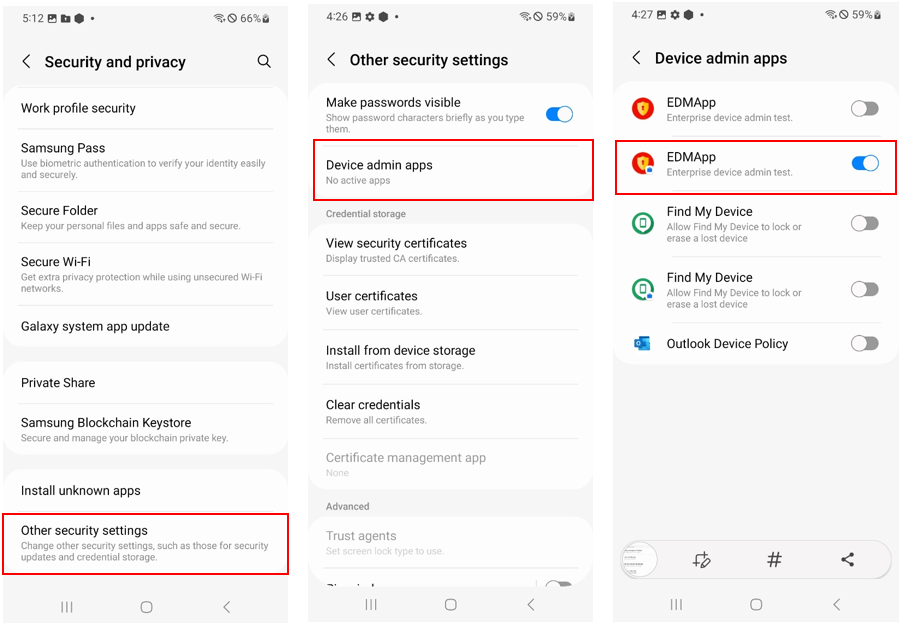 5:12
66%
Security and privacy
Work profile security
Samsung Pass
Use biometric authentication to verify your identity easily
and securely.
Secure Folder
Keep your personal files and apps safe and secure.
Secure Wi-Fi
Get extra privacy protection while using unsecured Wi-Fi
networks.
Galaxy system app update
Private Share
Samsung Blockchain Keystore
Secure and manage your blockchain private key.
Install unknown apps
Other security settings
Change other security settings, such as those for security
updates and credential storage.
4:26
59%
Other security settings
Make passwords visible
Show password characters briefly as you type
them.
Device admin apps
No active apps
Credential storage
View security certificates
Display trusted CA certificates.
User certificates
View user certificates.
Install from device storage
Install certificates from storage.
Clear credentials
Remove all certificates.
Certificate management app
None
Advanced
Trust agents
Set screen lock type to use.
4:27
59%
Device admin apps
EDMApp
Enterprise device admin test.
EDMApp
Enterprise device admin test.
Find My Device
Allow Find My Device to lock or
erase a lost device
Find My Device
Allow Find My Device to lock or
erase a lost device
Outlook Device Policy
#